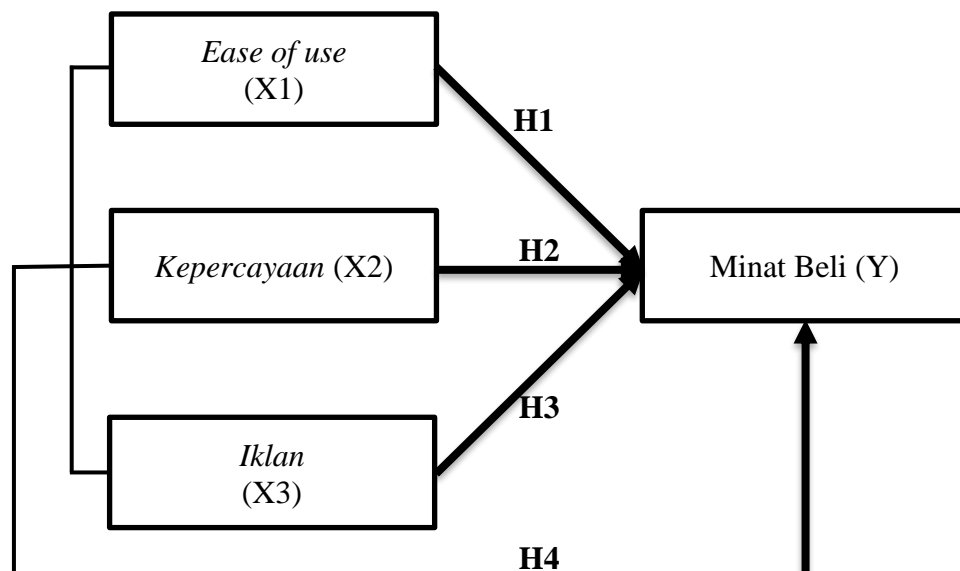 Ease of use
(X1)
H1
Kepercayaan (X2)
H2
Minat Beli (Y)
H3
Iklan
(X3)
H4